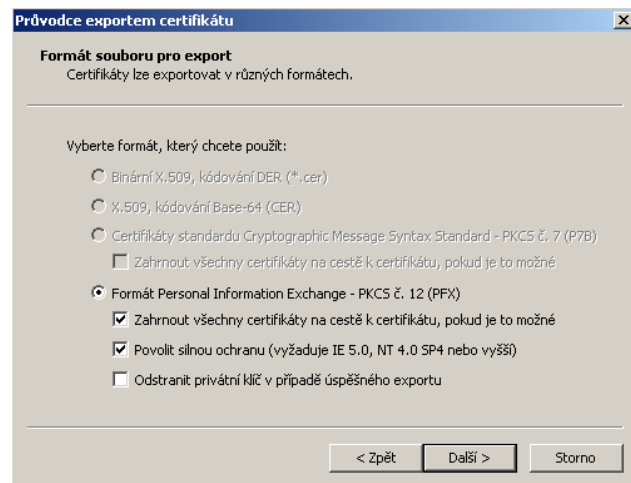 Průvodce exportem certifikátu
Formát souboru pro export
Certifikáty lze exportovat v různých formátech.
Vyberte formát, který chcete použít:
Binární X.509, kódování DER (*.cer)
X.509, kódování Base-64 (CER)
Certifikáty standardu Cryptographic Message Syntax Standard - PKCS č. 7 (P7B)
Zahrnout všechny certifikáty na cestě k certifikátu, pokud je to možné
Formát Personal Information Exchange - PKCS č. 12 (PFX)
Zahrnout všechny certifikáty na cestě k certifikátu, pokud je to možné
Povolit silnou ochranu (vyžaduje IE 5.0, NT 4.0 SP4 nebo vyšší)
Odstranit privátní klíč v případě úspěšného exportu
< Zpět Další > Storno